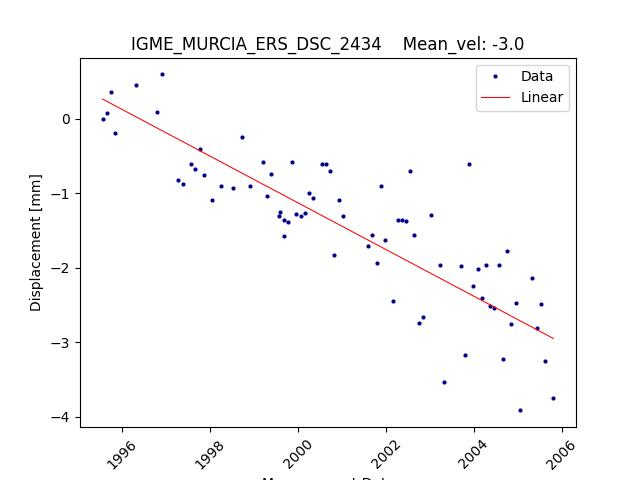 IGME_MURCIA_ERS_DSC_2434    Mean_vel: -3.0
Data
Linear
Displacement [mm]
0
−1
−2
−3
−4
1996
1998
2000
2002
2004
2006